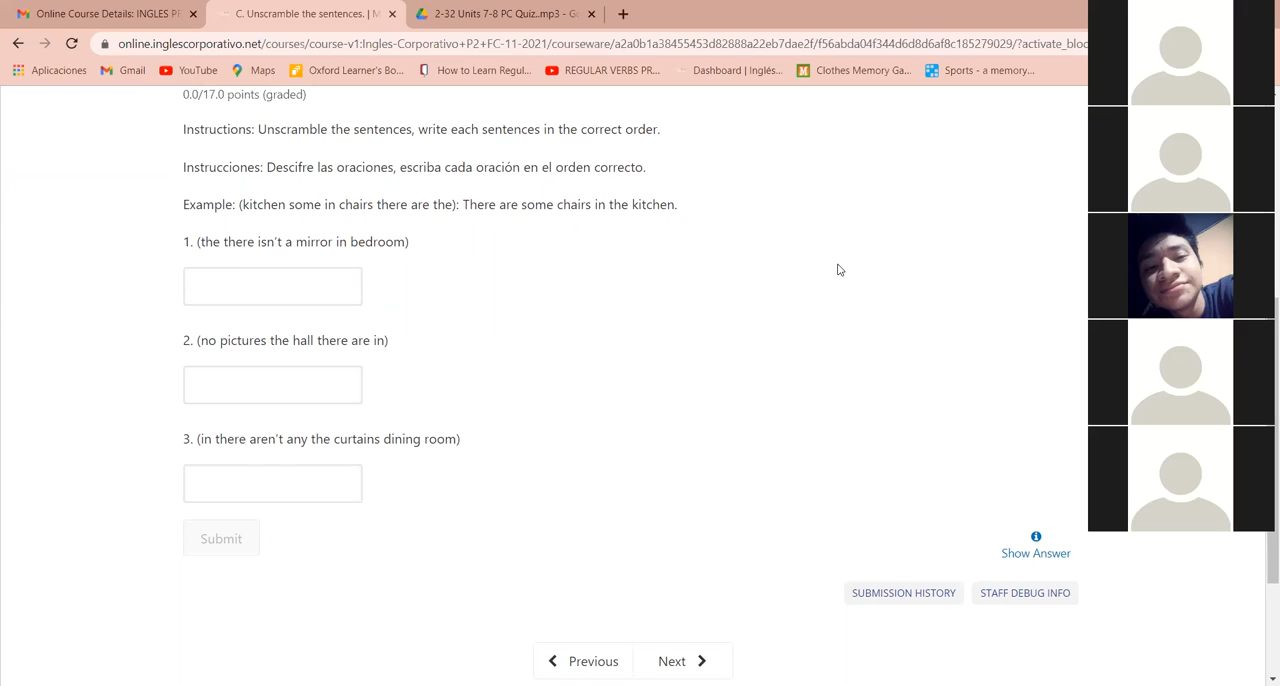 Online Course Details: INGLES PF
C. Unscramble the sentences. | M
2-32 Units 7-8 PC Quiz..mp3 - G
online.inglescorporativo.net/courses/course-v1:Ingles-Corporativo+P2+FC-11-2021/courseware/a2a0b1a38455453d82888a22eb7dae2f/f56abda04f344d6d8d6af8c185279029/?activate_bloc
Aplicaciones
Gmail
YouTube
Maps
Oxford Learner's Bo...
How to Learn Regul...
REGULAR VERBS PR...
Dashboard | Inglés...
Clothes Memory Ga...
Sports - a memory...
0.0/17.0 points (graded)
Instructions: Unscramble the sentences, write each sentences in the correct order.
Instrucciones: Descifre las oraciones, escriba cada oración en el orden correcto.
Example: (kitchen some in chairs there are the): There are some chairs in the kitchen.
1. (the there isn't a mirror in bedroom)
2. (no pictures the hall there are in)
3. (in there aren't any the curtains dining room)
Submit
Show Answer
SUBMISSION HISTORY
STAFF DEBUG INFO
Previous
Next